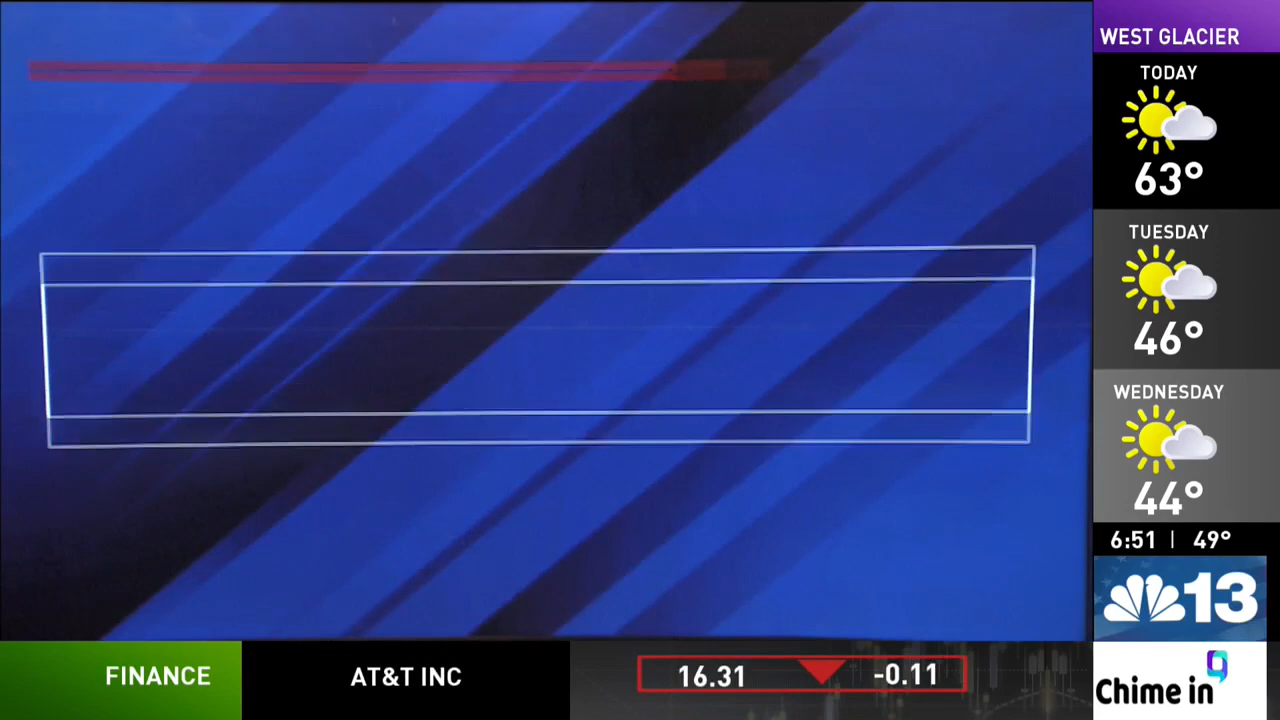 WEST GLACIER
TODAY
63°
TUESDAY
46°
WEDNESDAY
44°
6:51 | 49°
13
FINANCE
AT&T INC
16.31
-0.11
Chime in